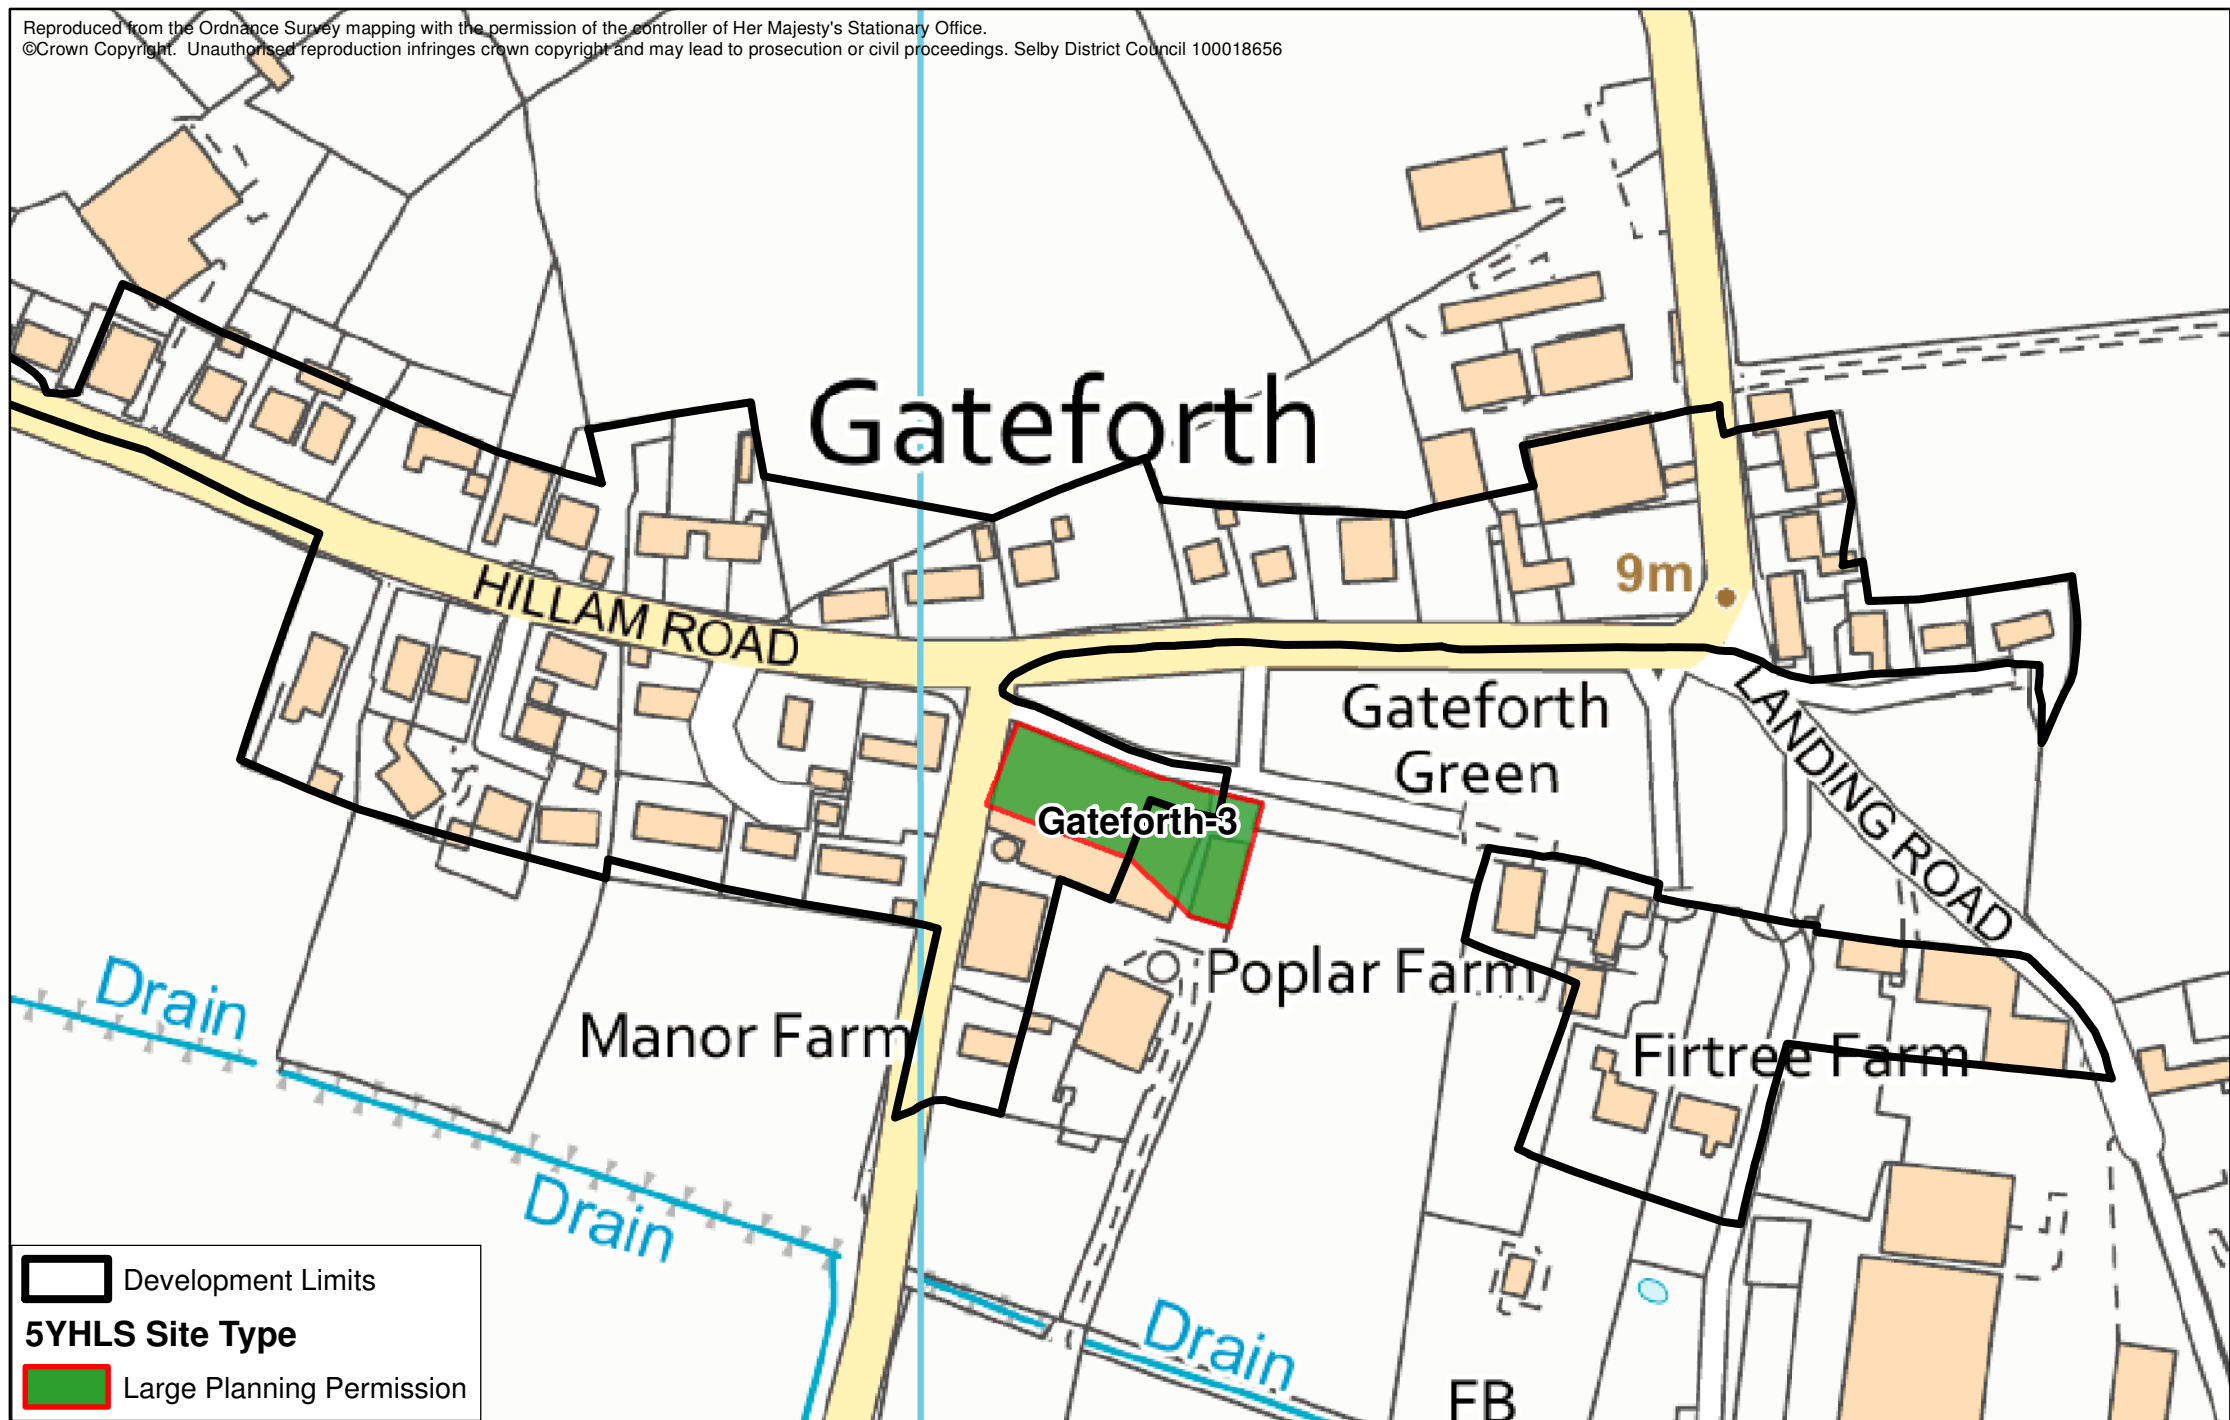 Reproduced from the Ordnance Survey mapping with the permission of the controller of Her Majesty's Stationary Office.
©Crown Copyright.  Unauthorised reproduction infringes crown copyright and may lead to prosecution or civil proceedings. Selby District Council 100018656
Gateforth
9m
HILLAM ROAD
Gateforth
Green
LANDING ROAD
Gateforth-3
Poplar Farm
Manor Farm
Firtree Farm
Drain
Drain
Drain
FB
Development Limits
5YHLS Site Type
Large Planning Permission